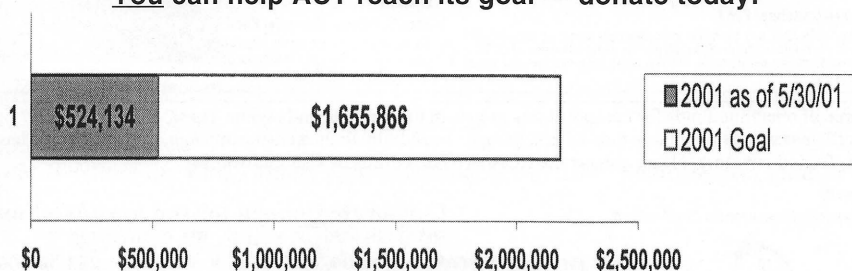 You can help ACT reach its goal — donate today!
1 $524,134 $1,655,866
2001 as of 5/30/01
2001 Goal
$0 $500,000 $1,000,000 $1,500,000 $2,000,000 $2,500,000